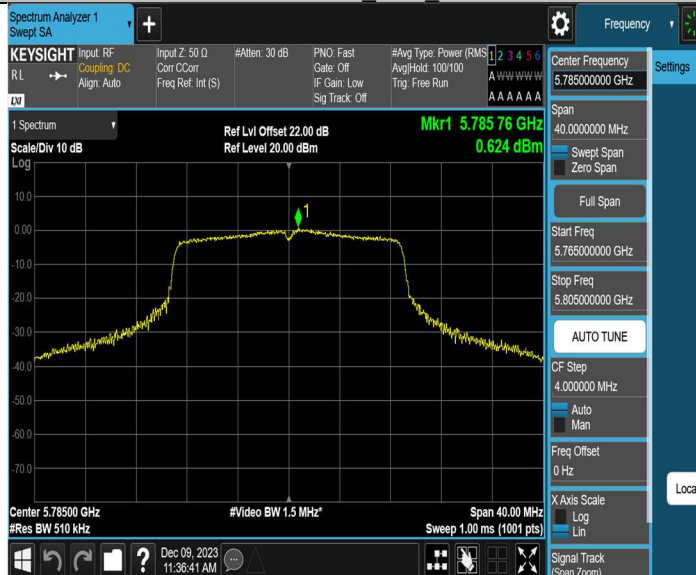 Spectrum Analyzer 1
Swept SA
+
Frequency
KEYSIGHT
RL
LXI
Input: RF
Coupling: DC
Align: Auto
Input Z: 50 Ω
Corr CCorr
Freq Ref: Int (S)
#Atten: 30 dB
PNO: Fast
Gate: Off
IF Gain: Low
Sig Track: Off
#Avg Type: Power (RMS
Avg|Hold: 100/100
Trig: Free Run
1 2 3 4 5 6
A W W W W W
A A A A A A
1 Spectrum
Scale/Div 10 dB
Log
Ref Lvl Offset 22.00 dB
Ref Level 20.00 dBm
Mkr1 5.785 76 GHz
0.624 dBm
10.0
0.00
-10.0
-20.0
-30.0
-40.0
-50.0
-60.0
-70.0
1
Center 5.78500 GHz
#Res BW 510 kHz
#Video BW 1.5 MHz*
Span 40.00 MHz
Sweep 1.00 ms (1001 pts)
?
Dec 09, 2023
11:36:41 AM
Center Frequency
5.785000000 GHz
Settings
Span
40.0000000 MHz
Swept Span
Zero Span
Full Span
Start Freq
5.765000000 GHz
Stop Freq
5.805000000 GHz
AUTO TUNE
CF Step
4.000000 MHz
Auto
Man
Freq Offset
0 Hz
X Axis Scale
Log
Lin
Loca
Signal Track
(Span Zoom)